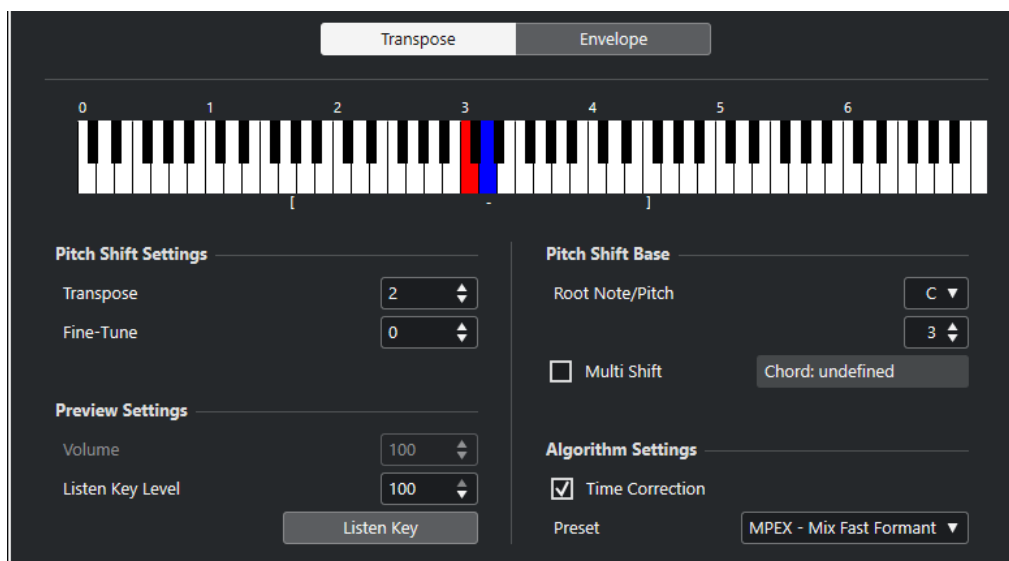 Transpose Envelope
0 1 2 3 4 5 6
[ - ]
Pitch Shift Settings
Transpose 2
Fine-Tune 0
Preview Settings
Volume 100
Listen Key Level 100
Listen Key
Pitch Shift Base
Root Note/Pitch C
3
Multi Shift Chord: undefined
Algorithm Settings
Time Correction
Preset MPEX - Mix Fast Formant